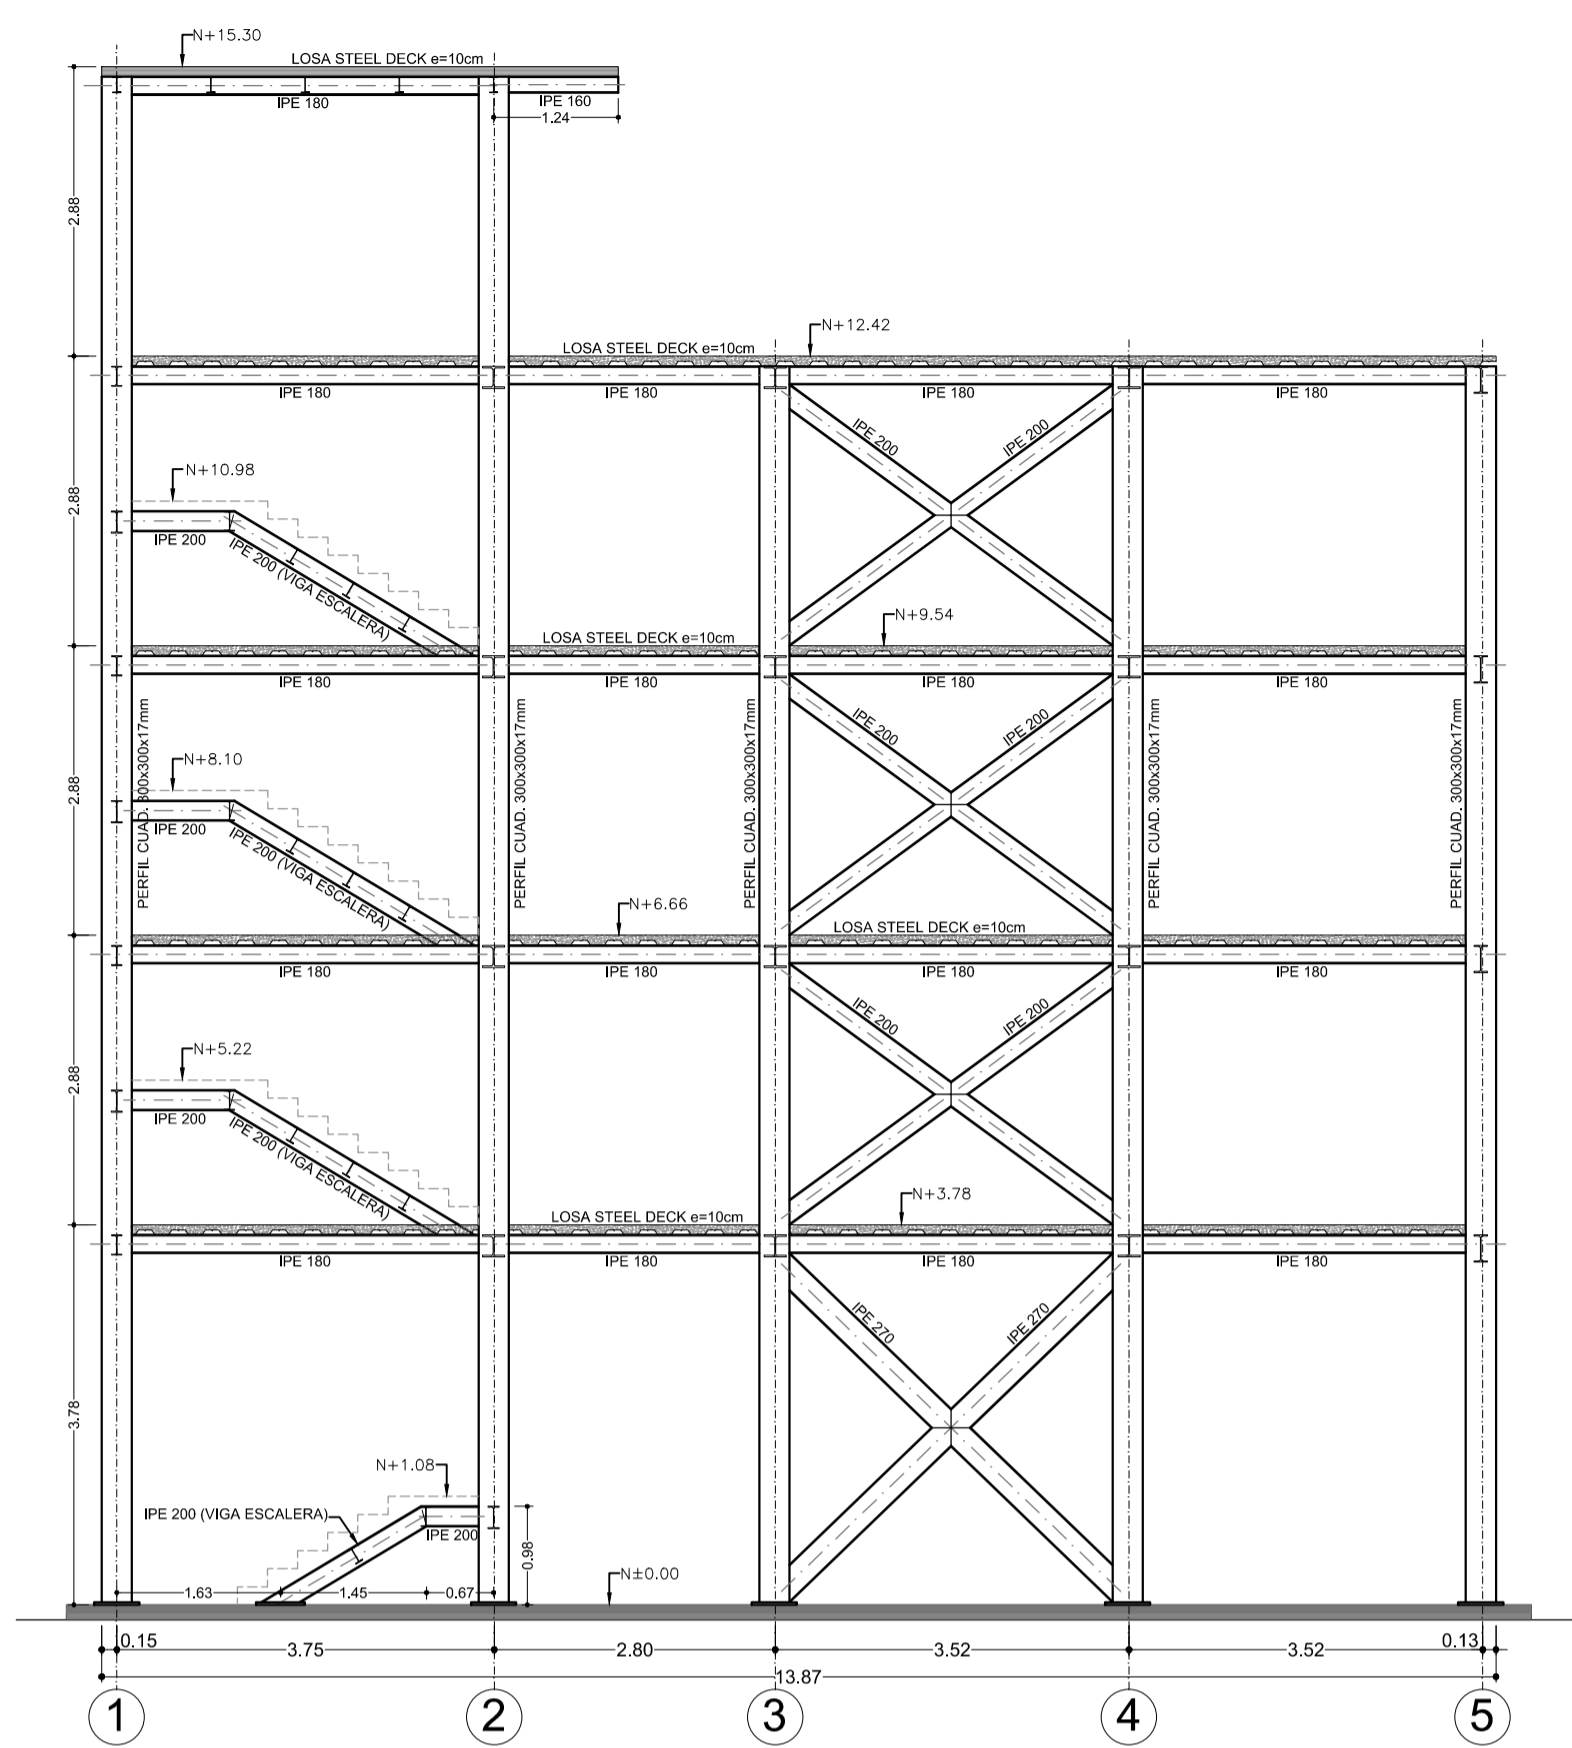 N+15.30
LOSA STEEL DECK e=10cm
IPE 180
IPE 160
1.24
2.88
N+12.42
LOSA STEEL DECK e=10cm
IPE 180
IPE 180
IPE 180
IPE 180
IPE 200
IPE 200
N+10.98
2.88
IPE 200
IPE 200 (VIGA ESCALERA)
N+9.54
LOSA STEEL DECK e=10cm
IPE 180
IPE 180
IPE 180
IPE 180
PERFIL CUAD. 300x300x17mm
PERFIL CUAD. 300x300x17mm
PERFIL CUAD. 300x300x17mm
PERFIL CUAD. 300x300x17mm
PERFIL CUAD. 300x300x17mm
IPE 200
IPE 200
N+8.10
2.88
IPE 200
IPE 200 (VIGA ESCALERA)
N+6.66
LOSA STEEL DECK e=10cm
IPE 180
IPE 180
IPE 180
IPE 180
IPE 200
IPE 200
N+5.22
2.88
IPE 200
IPE 200 (VIGA ESCALERA)
N+3.78
LOSA STEEL DECK e=10cm
IPE 180
IPE 180
IPE 180
IPE 180
IPE 270
IPE 270
3.78
N+1.08
IPE 200 (VIGA ESCALERA)
IPE 200
0.98
N±0.00
1.63
1.45
0.67
0.15
3.75
2.80
3.52
3.52
0.13
13.87
1
2
3
4
5